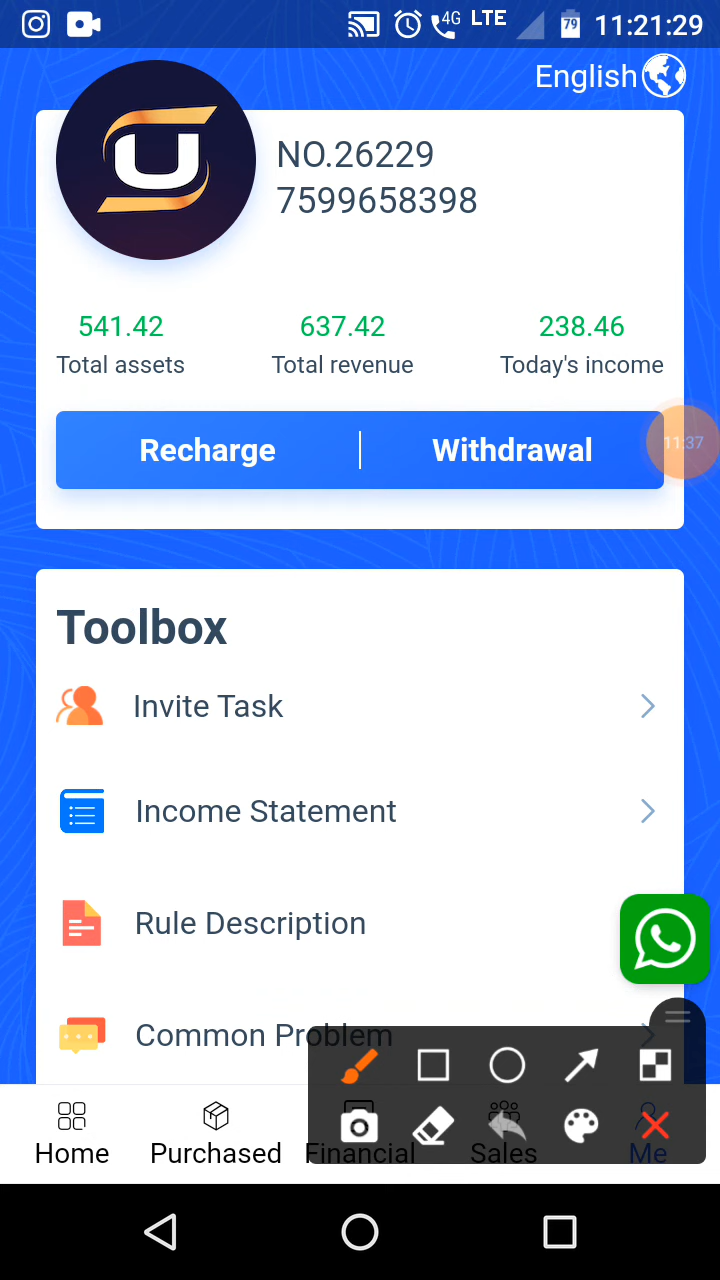 4G LTE 79 11:21:29
English
U
NO.26229
7599658398
541.42 637.42 238.46
Total assets Total revenue Today's income
Recharge Withdrawal
11:37
Toolbox
Invite Task
Income Statement
Rule Description
Common Problem
Home Purchased Financial Sales Me